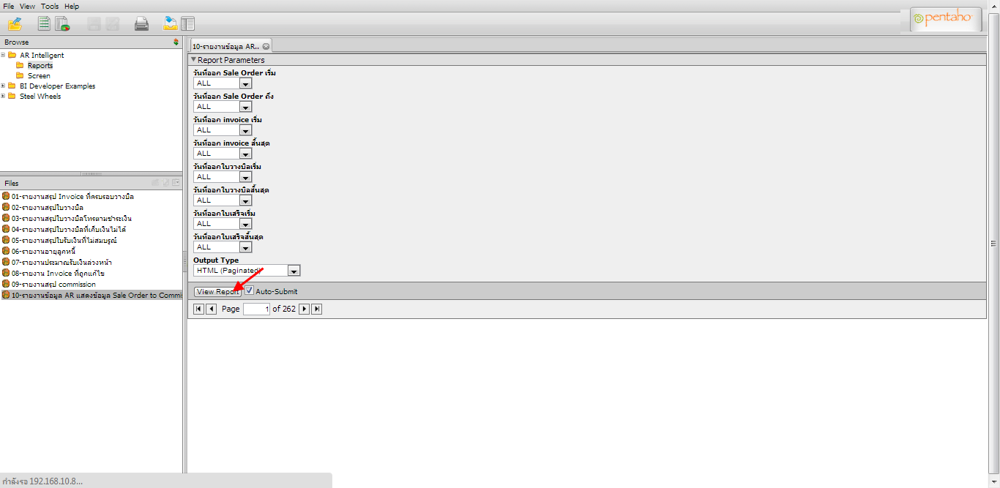 File View Tools Help
pentaho
Browse
AR Intelligent
Reports
Screen
BI Developer Examples
Steel Wheels
Files
01-รายงานสรุป Invoice ที่ครบรอบวางบิล
02-รายงานสรุปใบวางบิล
03-รายงานสรุปใบวางบิลโทรตามชำระเงิน
04-รายงานสรุปใบวางบิลที่เก็บเงินไม่ได้
05-รายงานสรุปใบรับเงินที่ไม่สมบรูณ์
06-รายงานอายุลูกหนี้
07-รายงานประมาณรับเงินล่วงหน้า
08-รายงาน Invoice ที่ถูกแก้ไข
09-รายงานสรุป commission
10-รายงานข้อมูล AR แสดงข้อมูล Sale Order to Commi
10-รายงานข้อมูล AR..
Report Parameters
วันที่ออก Sale Order เริ่ม
ALL
วันที่ออก Sale Order ถึง
ALL
วันที่ออก invoice เริ่ม
ALL
วันที่ออก invoice สิ้นสุด
ALL
วันที่ออกใบวางบิลเริ่ม
ALL
วันที่ออกใบวางบิลสิ้นสุด
ALL
วันที่ออกใบเสร็จเริ่ม
ALL
วันที่ออกใบเสร็จสิ้นสุด
ALL
Output Type
HTML (Paginated)
View Report Auto-Submit
Page 1 of 262
กำลังรอ 192.168.10.8...